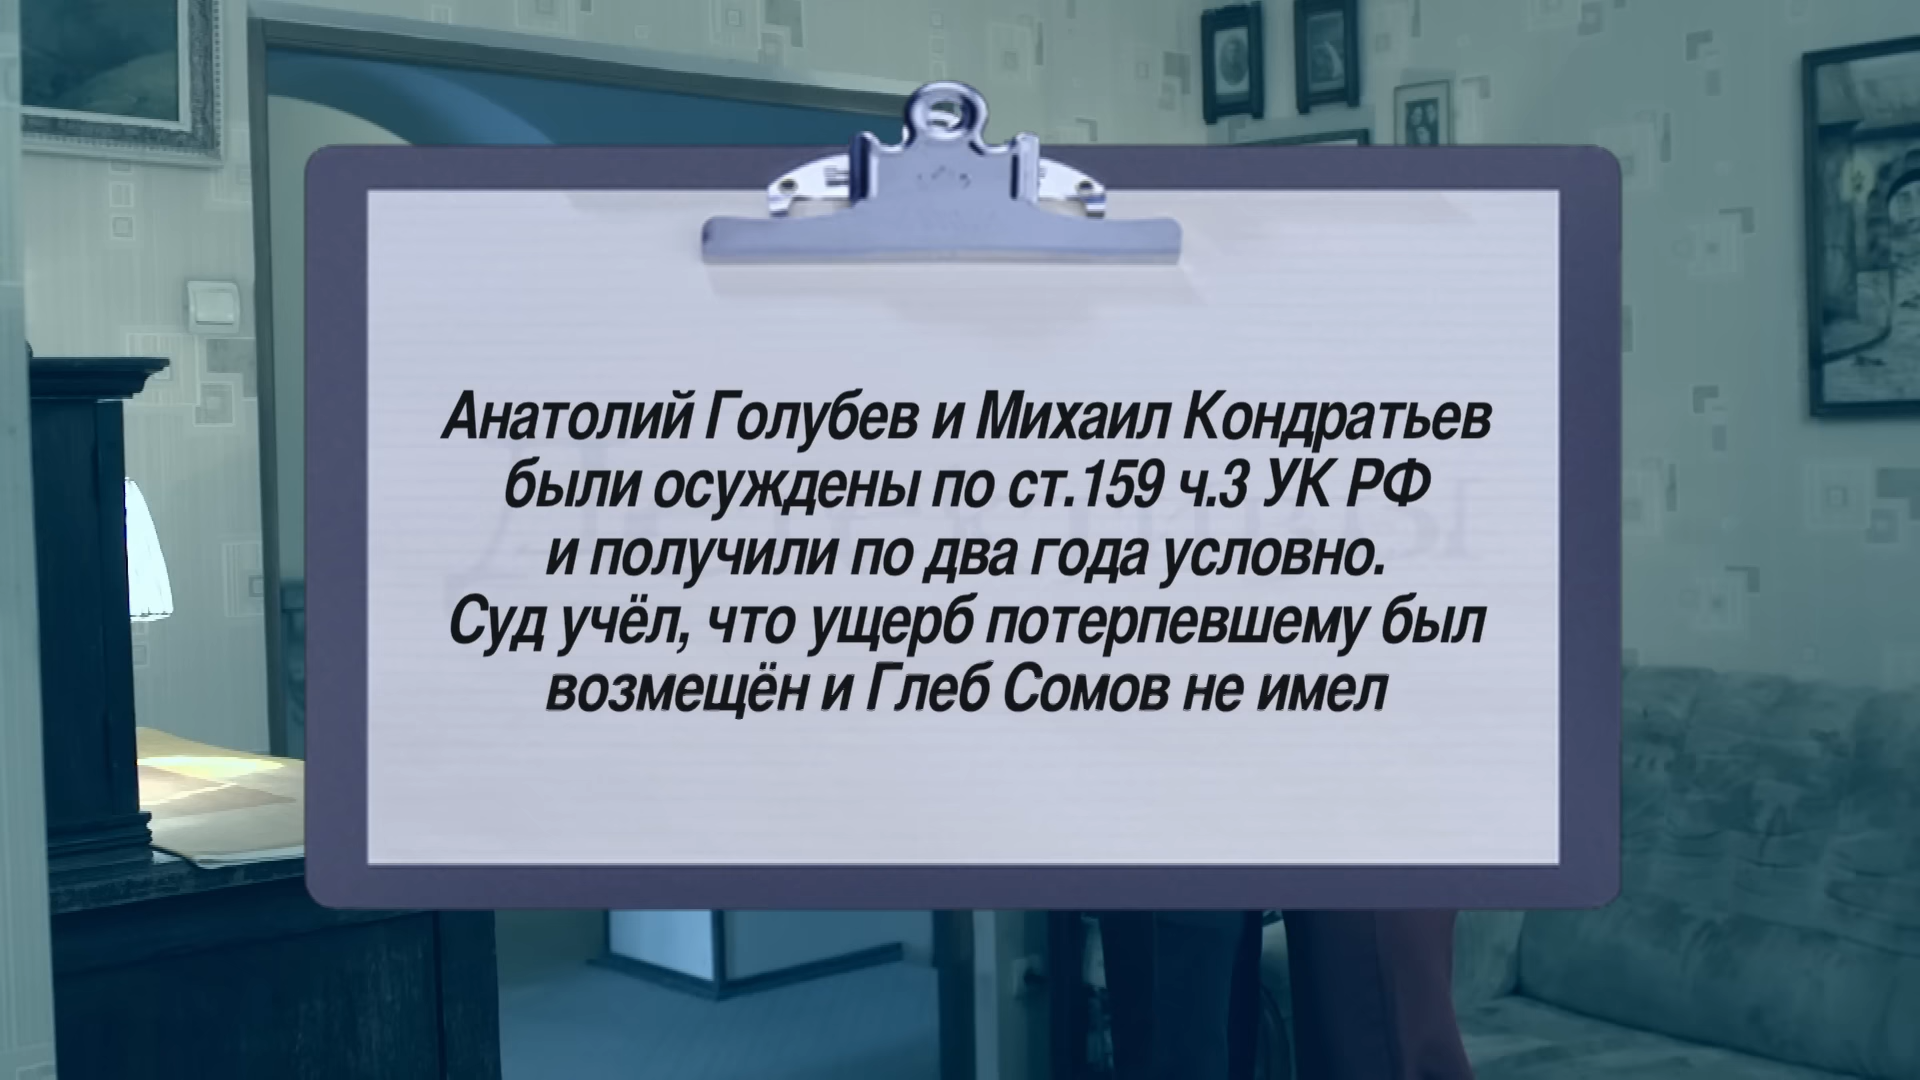 Анатолий Голубев и Михаил Кондратьев
были осуждены по ст.159 ч.3 УК РФ
и получили по два года условно.
Суд учёл, что ущерб потерпевшему был
возмещён и Глеб Сомов не имел